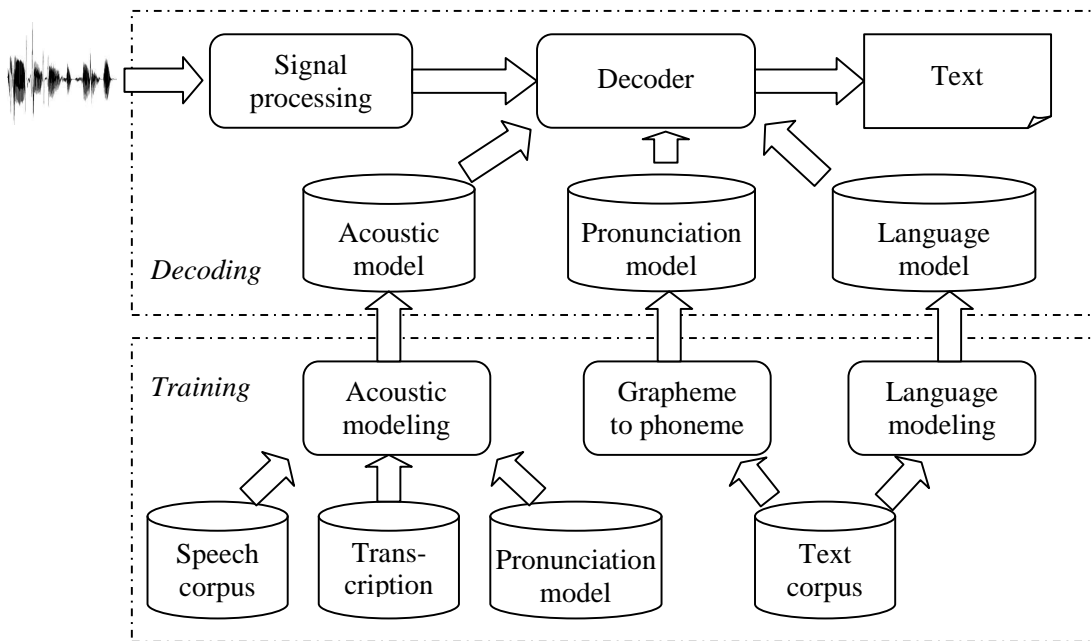 Signal
processing
Decoder
Text
Acoustic
model
Pronunciation
model
Language
model
Decoding
Training
Acoustic
modeling
Grapheme
to phoneme
Language
modeling
Speech
corpus
Trans-
cription
Pronunciation
model
Text
corpus